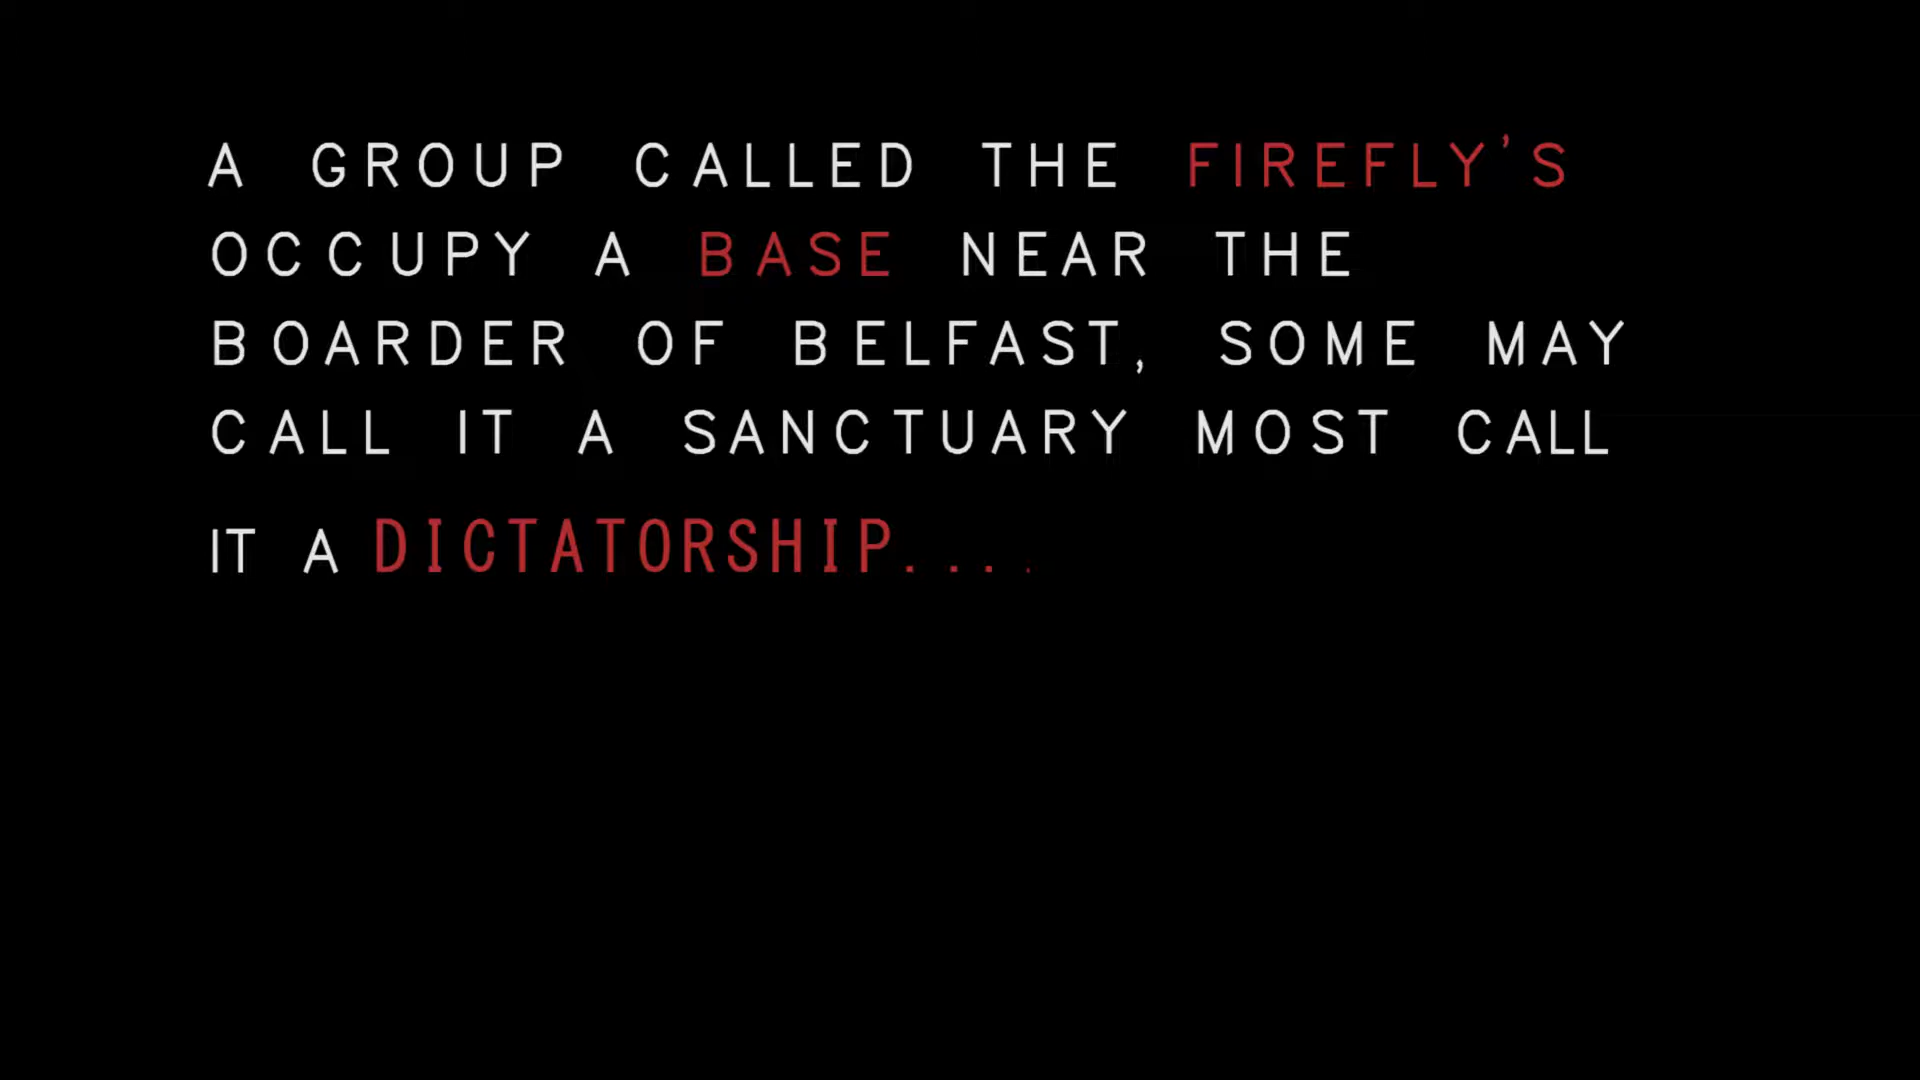 A GROUP CALLED THE FIREFLY'S
OCCUPY A BASE NEAR THE
BOARDER OF BELFAST, SOME MAY
CALL IT A SANCTUARY MOST CALL
IT A DICTATORSHIP....